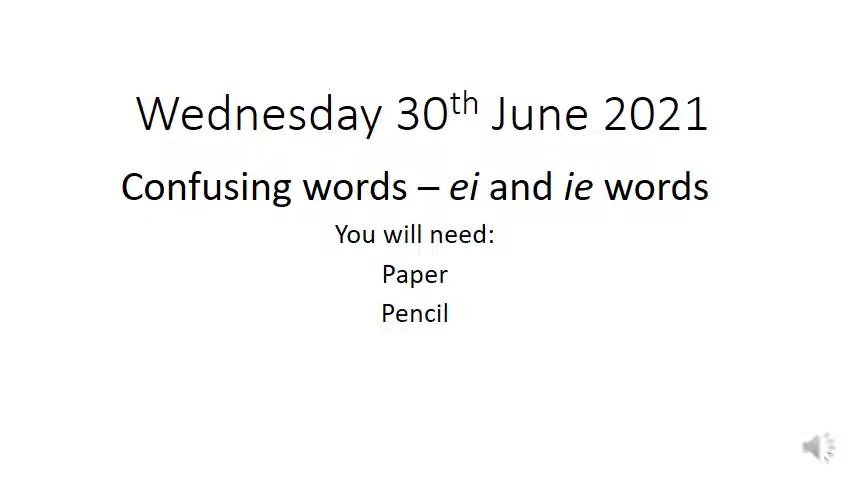 Wednesday 30th June 2021
Confusing words – ei and ie words
You will need:
Paper
Pencil